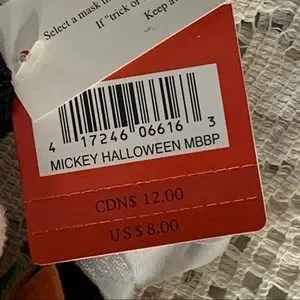 Select a mask
If "trick or
Keep
4 17246 06616 3
MICKEY HALLOWEEN MBBP
CDN$ 12.00
US$ 8.00